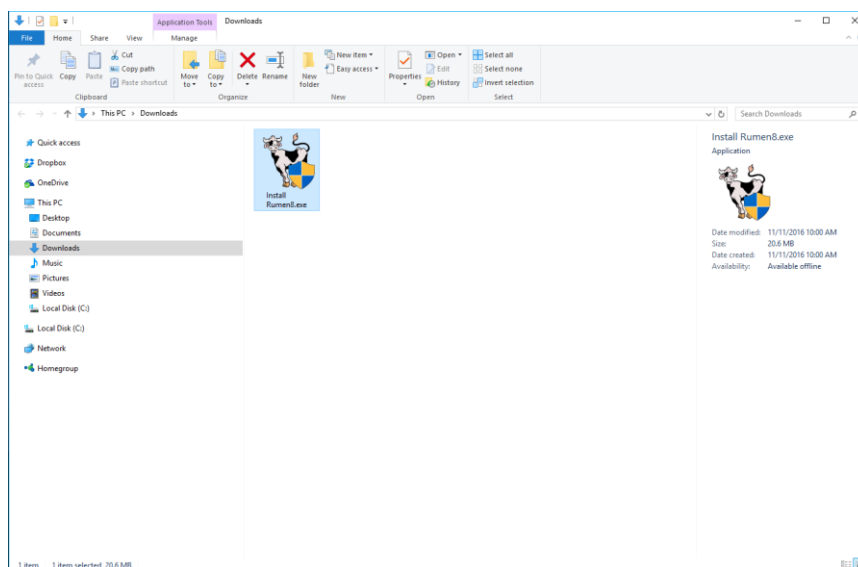 Application Tools
Downloads
File
Home
Share
View
Manage
Pin to Quick
access
Copy
Paste
Cut
Copy path
Paste shortcut
Clipboard
Move
to
Copy
to
Delete
Rename
Organize
New
folder
New item
Easy access
New
Properties
Open
Edit
History
Open
Select all
Select none
Invert selection
Select
This PC
Downloads
Search Downloads
Quick access
Dropbox
OneDrive
This PC
Desktop
Documents
Downloads
Music
Pictures
Videos
Local Disk (C:)
Local Disk (C:)
Network
Homegroup
Install
Rumen8.exe
Install Rumen8.exe
Application
Date modified: 11/11/2016 10:00 AM
Size: 20.6 MB
Date created: 11/11/2016 10:00 AM
Availability: Available offline
1 item 1 item selected 20.6 MB